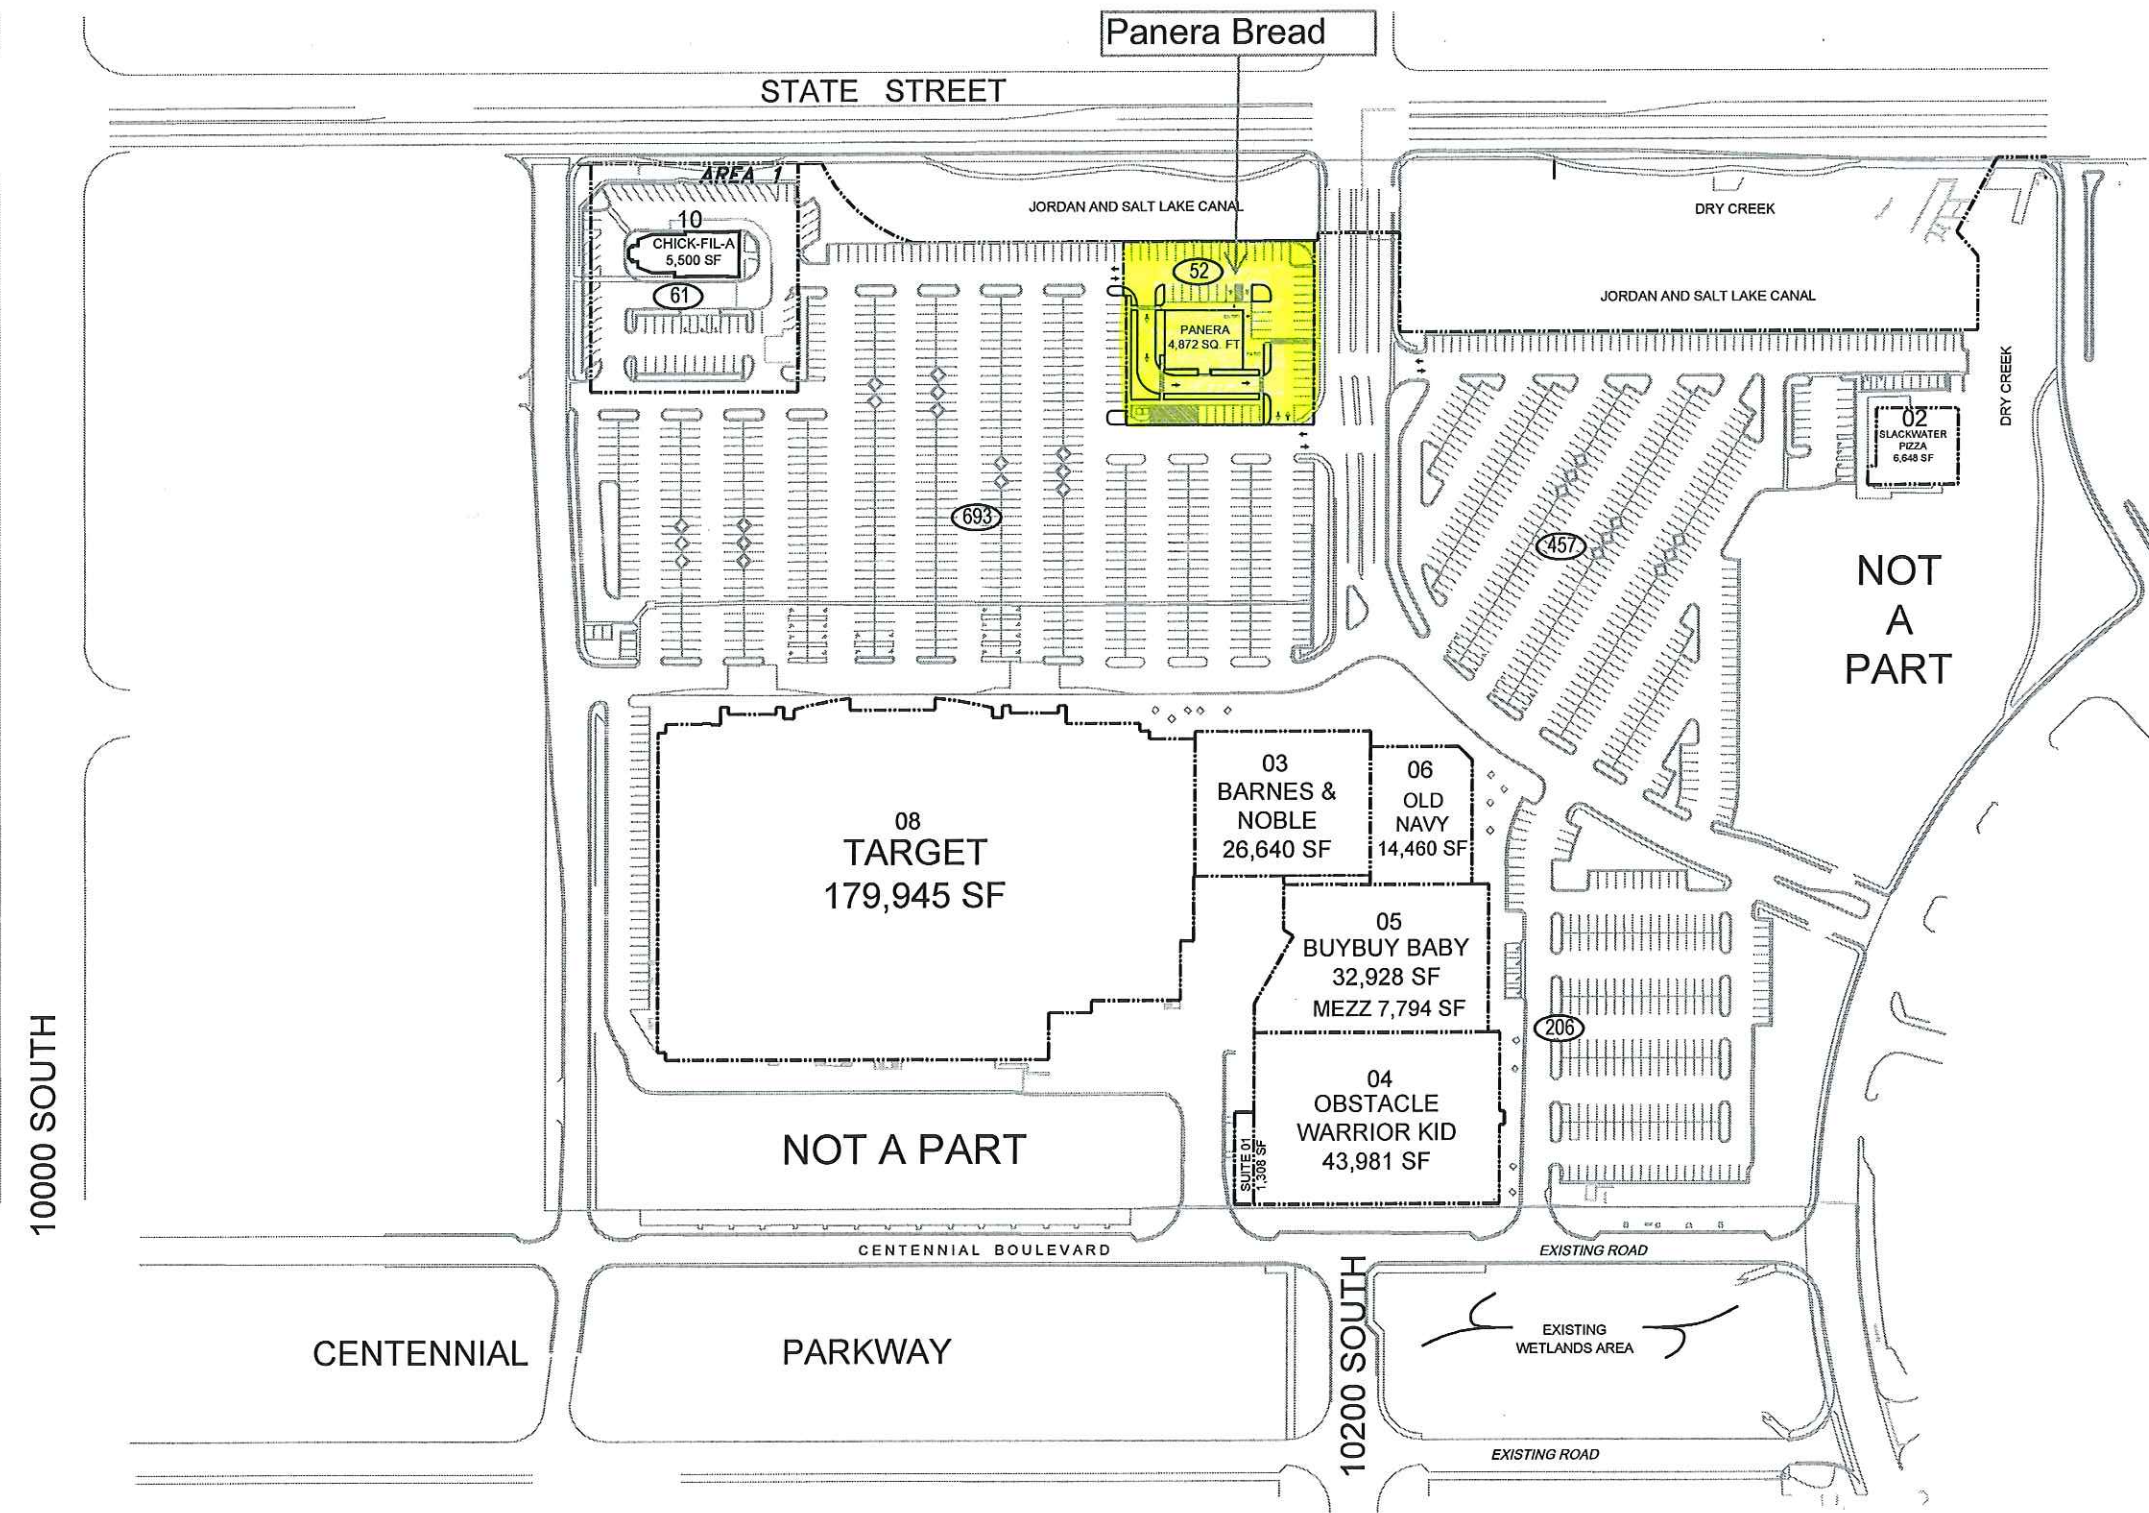 Panera Bread
STATE STREET
AREA 1
JORDAN AND SALT LAKE CANAL
DRY CREEK
10
CHICK-FIL-A
5,500 SF
61
52
PANERA
4,872 SQ. FT
JORDAN AND SALT LAKE CANAL
DRY CREEK
02
SLACKWATER
PIZZA
6,648 SF
693
457
NOT
A
PART
08
TARGET
179,945 SF
03
BARNES &
NOBLE
26,640 SF
06
OLD
NAVY
14,460 SF
05
BUYBUY BABY
32,928 SF
MEZZ 7,794 SF
206
04
OBSTACLE
WARRIOR KID
43,981 SF
SUITE 01
1,308 SF
NOT A PART
10000 SOUTH
CENTENNIAL BOULEVARD
EXISTING ROAD
CENTENNIAL PARKWAY
10200 SOUTH
EXISTING
WETLANDS AREA
EXISTING ROAD